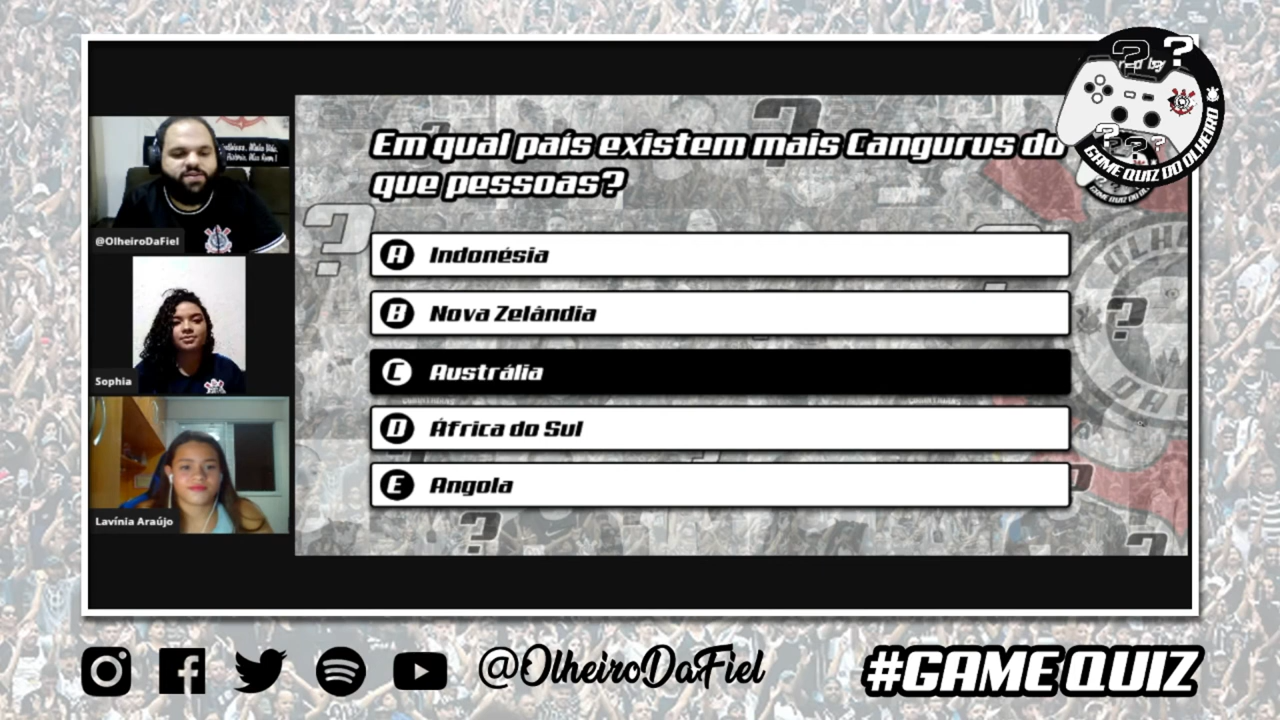 Em qual país existem mais Cangurus do
que pessoas?
A Indonésia
B Nova Zelândia
C Austrália
D África do Sul
E Angola
@OlheiroDaFiel
Sophia
Lavínia Araújo
GAME QUIZ DO OLHEIRO
@OlheiroDaFiel
#GAME QUIZ